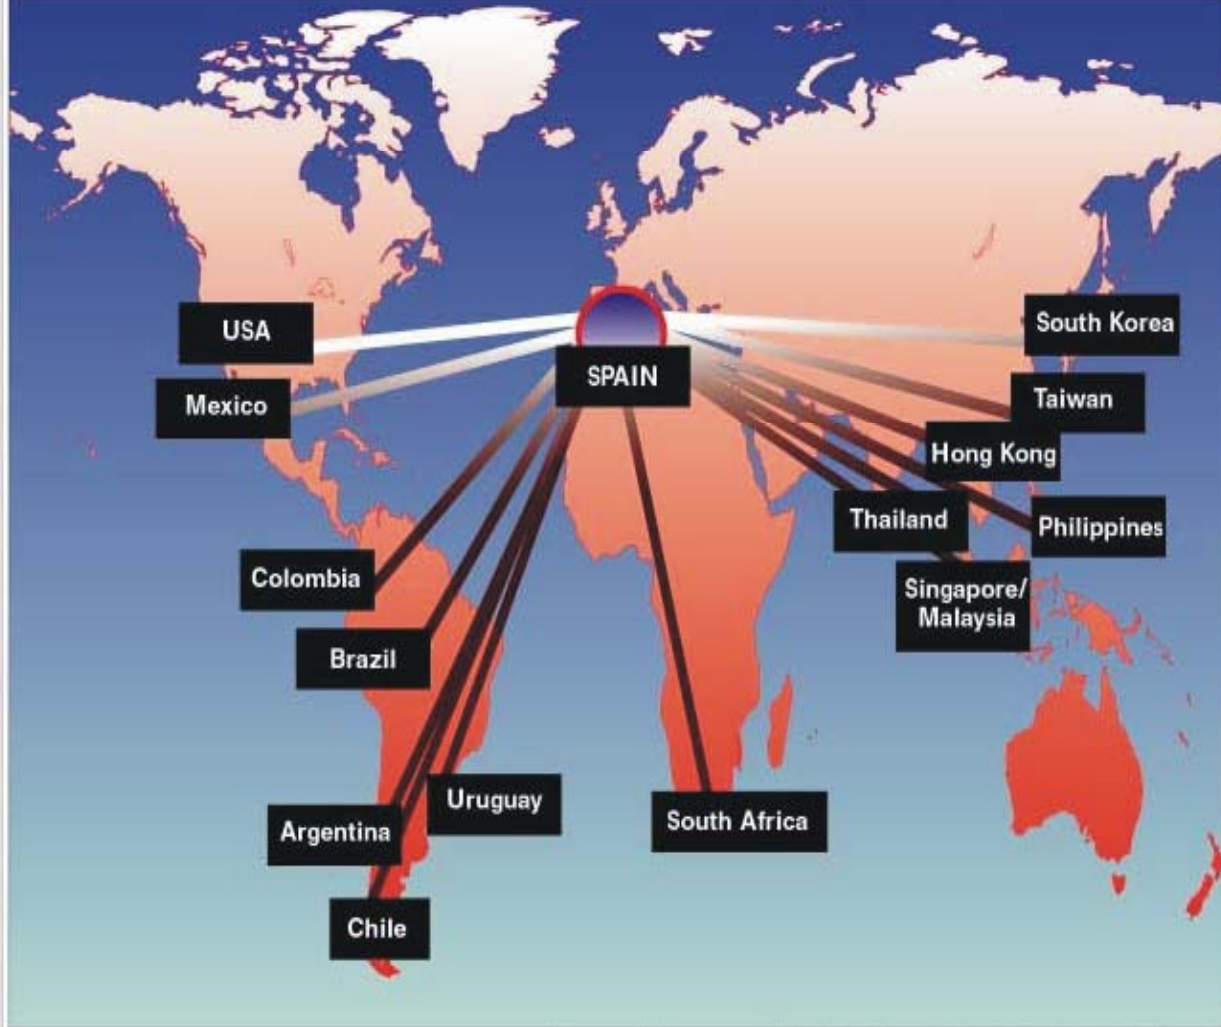 USA
South Korea
SPAIN
Mexico
Taiwan
Hong Kong
Thailand
Philippines
Colombia
Singapore/
Malaysia
Brazil
Uruguay
Argentina
South Africa
Chile